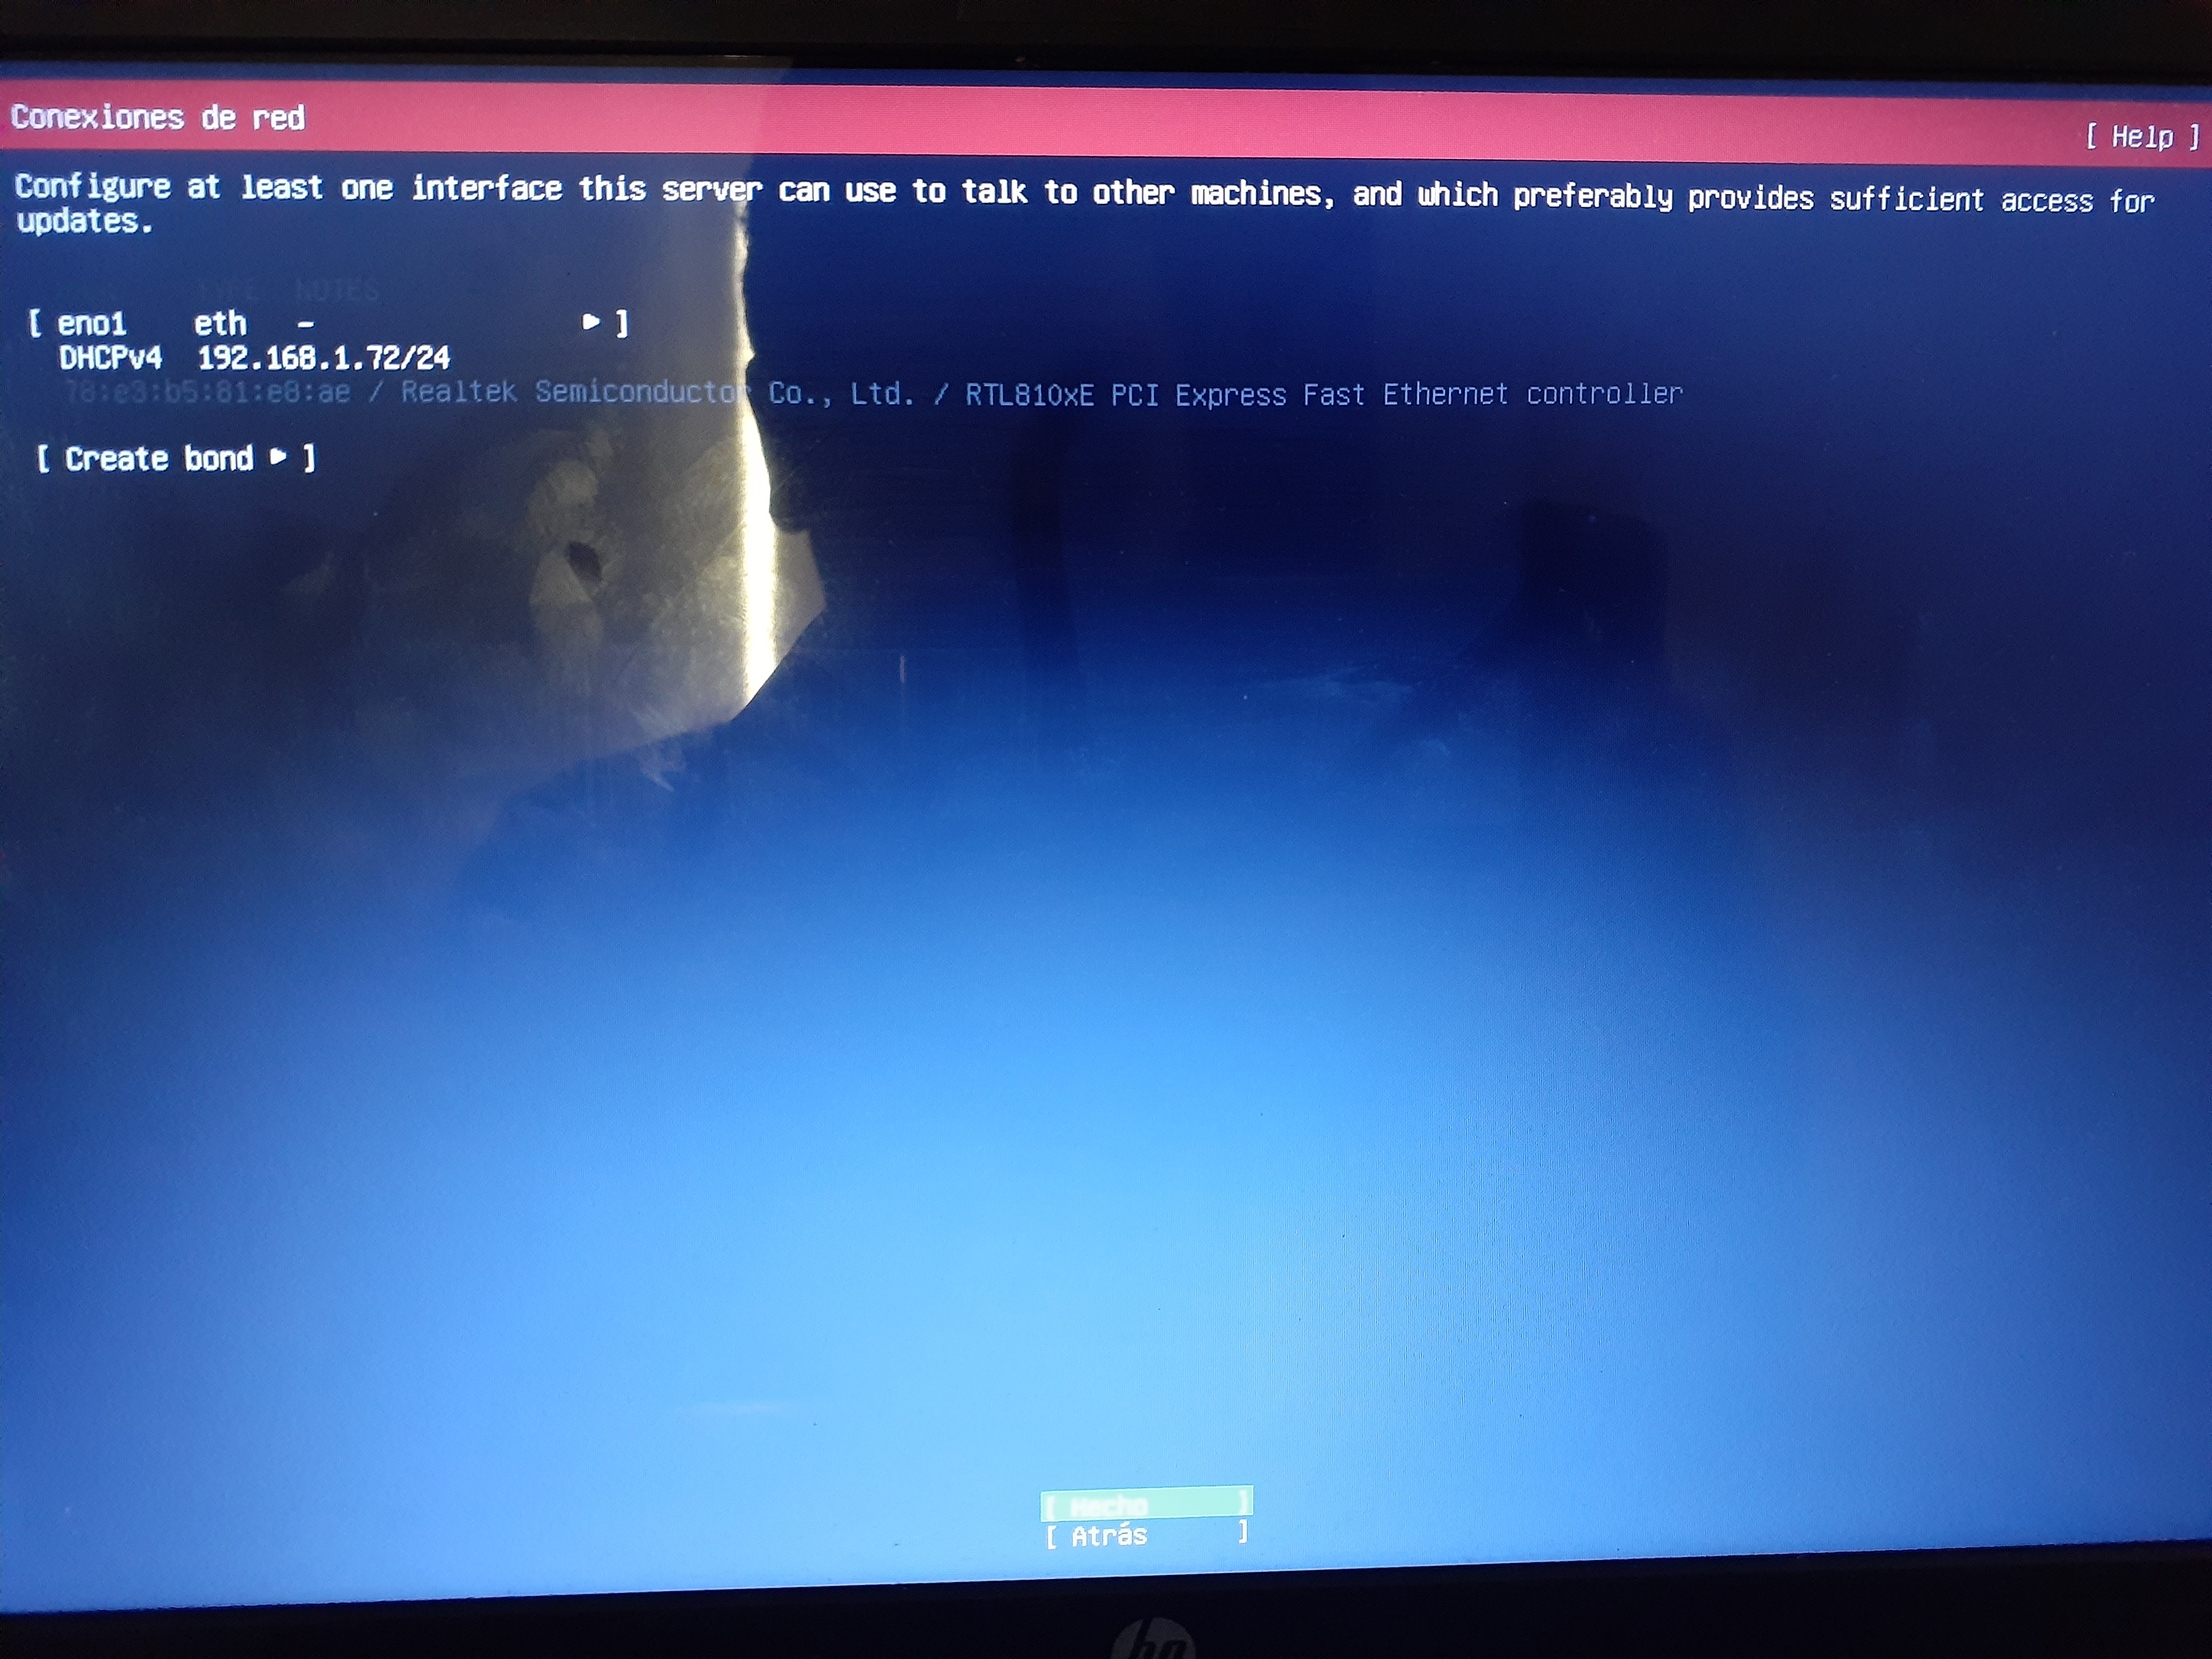 Conexiones de red
[ Help ]
Configure at least one interface this server can use to talk to other machines, and which preferably provides sufficient access for
updates.
TYPE NOTES
[ eno1 eth - ▸ ]
DHCPv4 192.168.1.72/24
78:e3:b5:81:e8:ae / Realtek Semiconductor Co., Ltd. / RTL810xE PCI Express Fast Ethernet controller
[ Create bond ▸ ]
[ Hecho ]
[ Atrás ]
hp